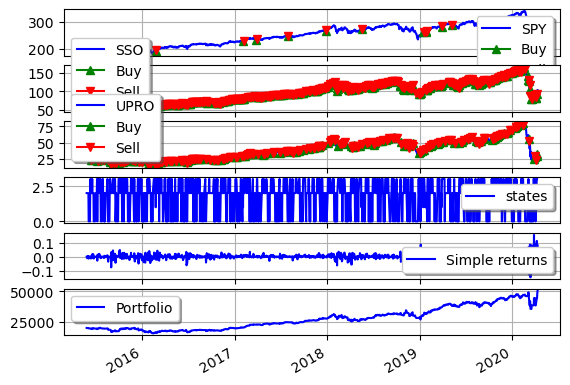 300
200
SPY
Buy
150
100
50
SSO
Buy
Sell
75
50
25
UPRO
Buy
Sell
2.5
0.0
states
0.1
0.0
−0.1
Simple returns
50000
25000
Portfolio
2016
2017
2018
2019
2020